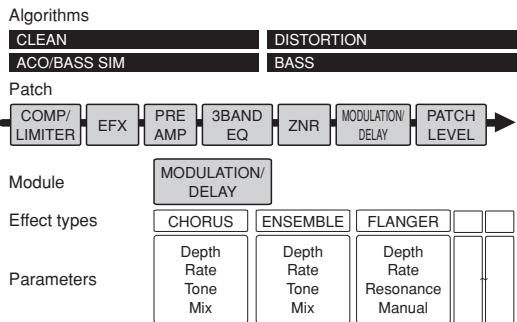 Algorithms
CLEAN
DISTORTION
ACO/BASS SIM
BASS
Patch
COMP/
LIMITER
EFX
PRE
AMP
3BAND
EQ
ZNR
MODULATION/
DELAY
PATCH
LEVEL
Module
MODULATION/
DELAY
Effect types
CHORUS
ENSEMBLE
FLANGER
Parameters
Depth
Rate
Tone
Mix
Depth
Rate
Tone
Mix
Depth
Rate
Resonance
Manual
~